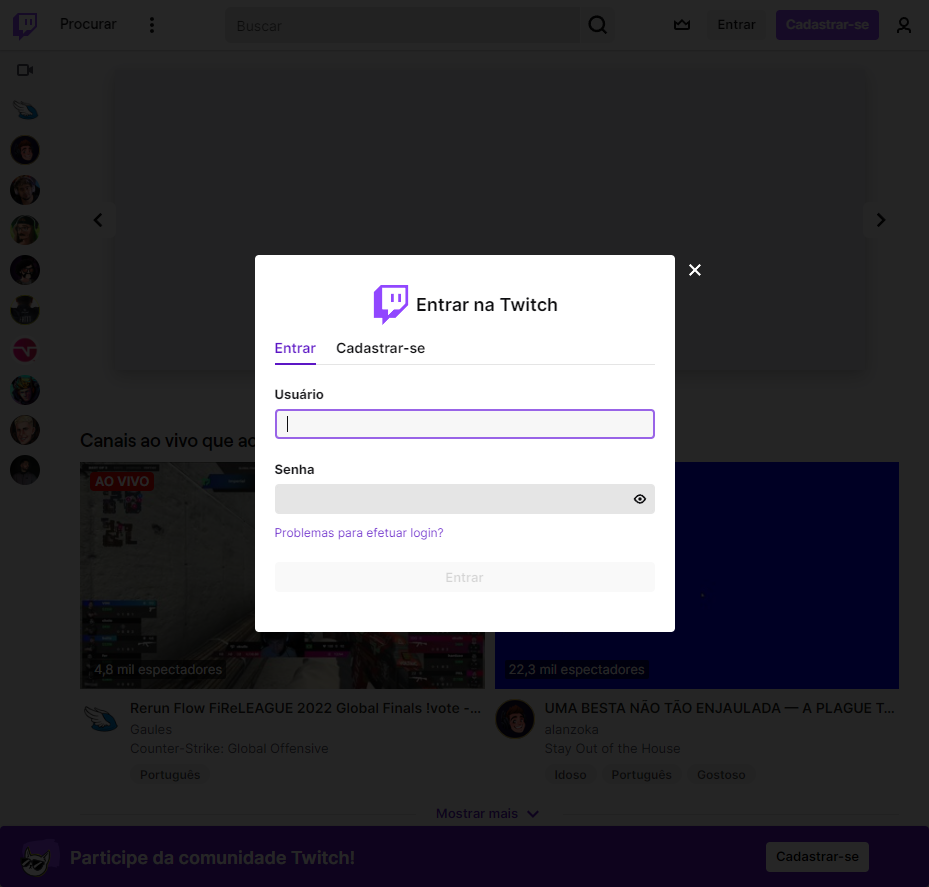 Procurar
Buscar
Entrar
Cadastrar-se
Entrar na Twitch
Entrar
Cadastrar-se
Usuário
Senha
Problemas para efetuar login?
Entrar
Canais ao vivo que
AO VIVO
4,8 mil espectadores
22,3 mil espectadores
Rerun Flow FiReLEAGUE 2022 Global Finals !vote -...
Gaules
Counter-Strike: Global Offensive
Português
UMA BESTA NÃO TÃO ENJAULADA — A PLAGUE T...
alanzoka
Stay Out of the House
Idoso
Português
Gostoso
Mostrar mais
Participe da comunidade Twitch!
Cadastrar-se